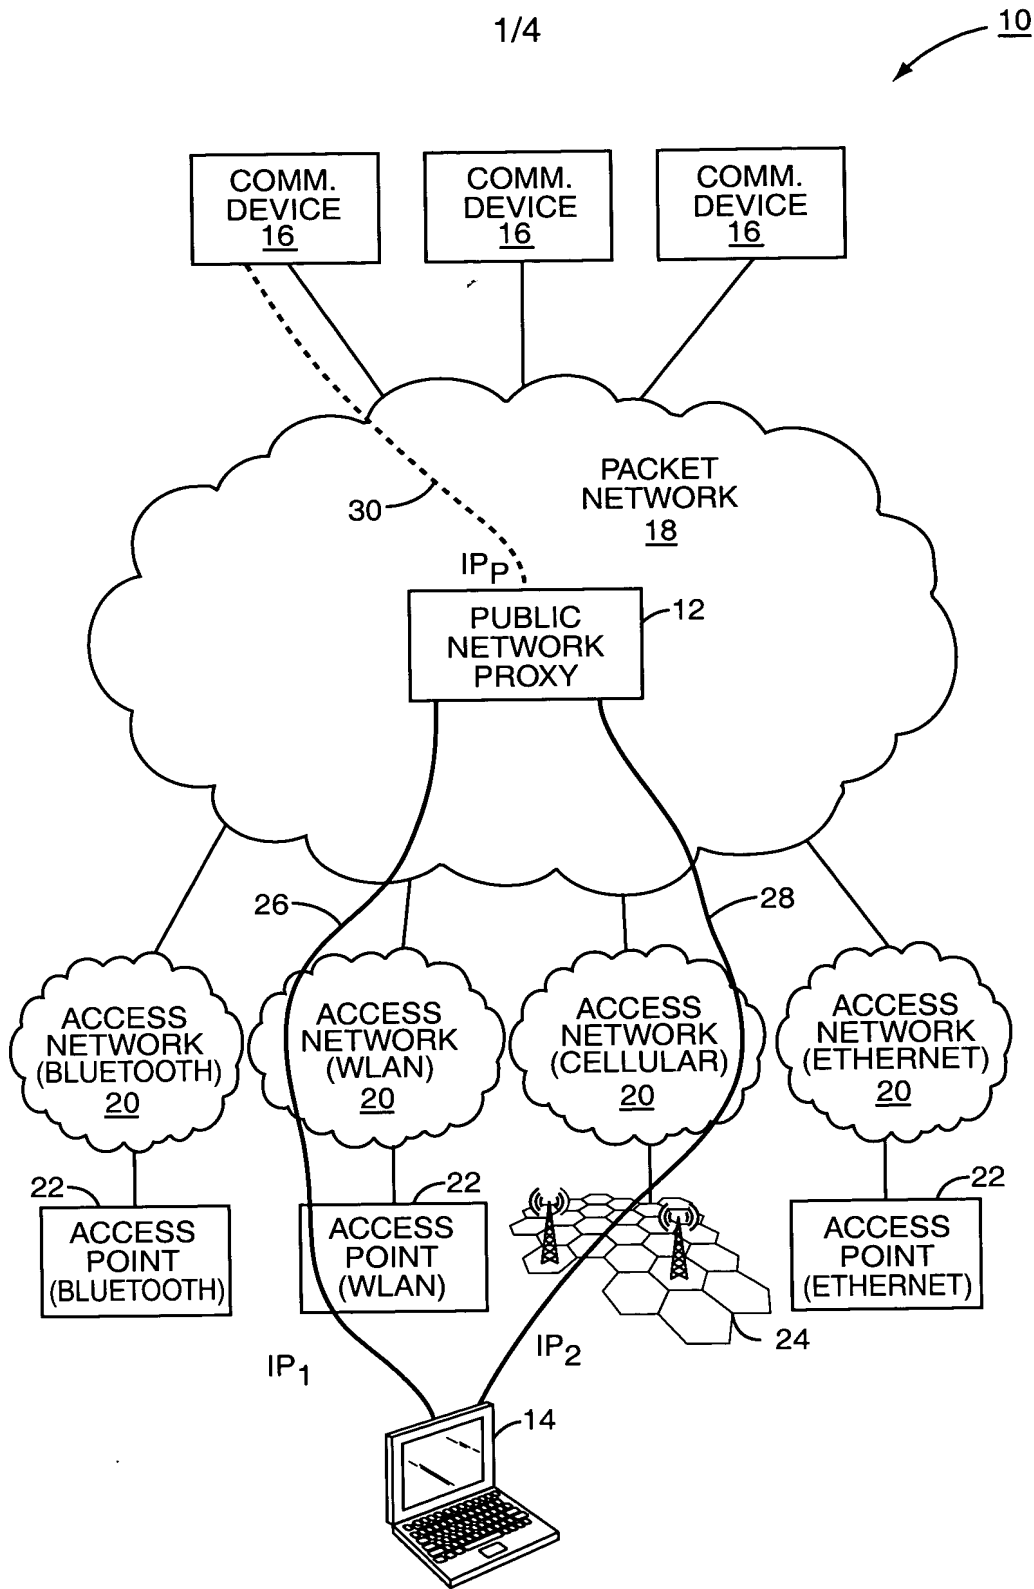 1/4
10
COMM.
DEVICE
16
COMM.
DEVICE
16
COMM.
DEVICE
16
PACKET
NETWORK
18
30
IPP
PUBLIC
NETWORK
PROXY
12
26
28
ACCESS
NETWORK
(BLUETOOTH)
20
ACCESS
NETWORK
(WLAN)
20
ACCESS
NETWORK
(CELLULAR)
20
ACCESS
NETWORK
(ETHERNET)
20
22
ACCESS
POINT
(BLUETOOTH)
22
ACCESS
POINT
(WLAN)
24
22
ACCESS
POINT
(ETHERNET)
IP1
IP2
14